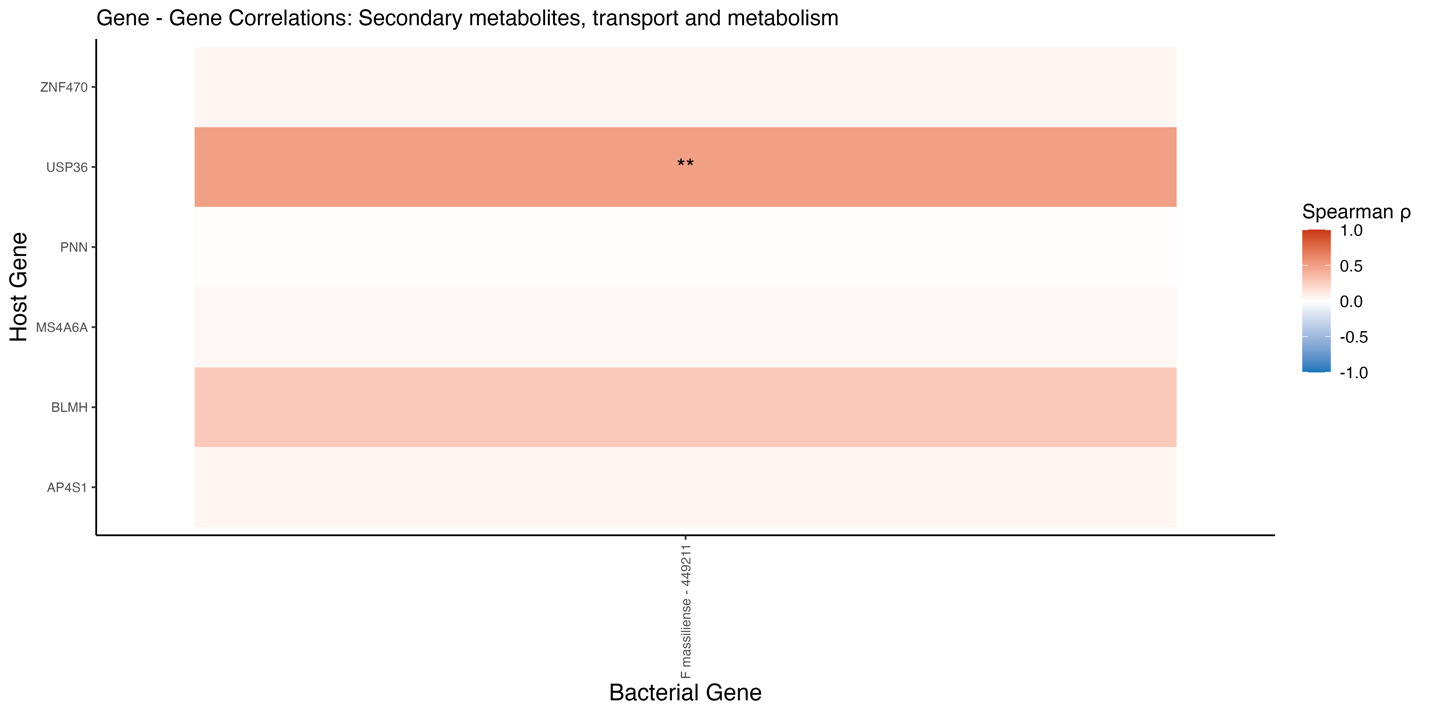 Gene - Gene Correlations: Secondary metabolites, transport and metabolism
Host Gene
ZNF470
USP36
**
PNN
MS4A6A
BLMH
AP4S1
F massiliense - 449211
Bacterial Gene
Spearman ρ
1.0
0.5
0.0
-0.5
-1.0